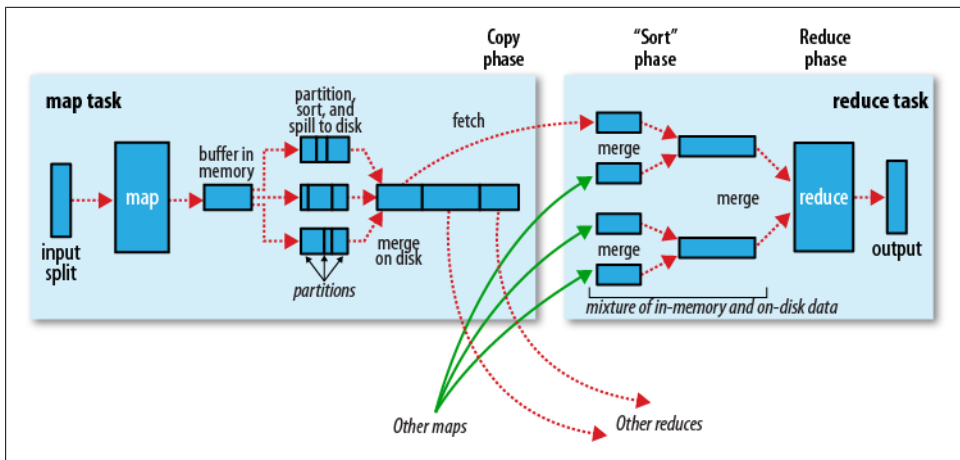 Copy
phase
“Sort”
phase
Reduce
phase
map task
partition,
sort, and
spill to disk
fetch
reduce task
buffer in
memory
merge
map
merge
reduce
input
split
merge
on disk
merge
output
partitions
mixture of in-memory and on-disk data
Other maps
Other reduces